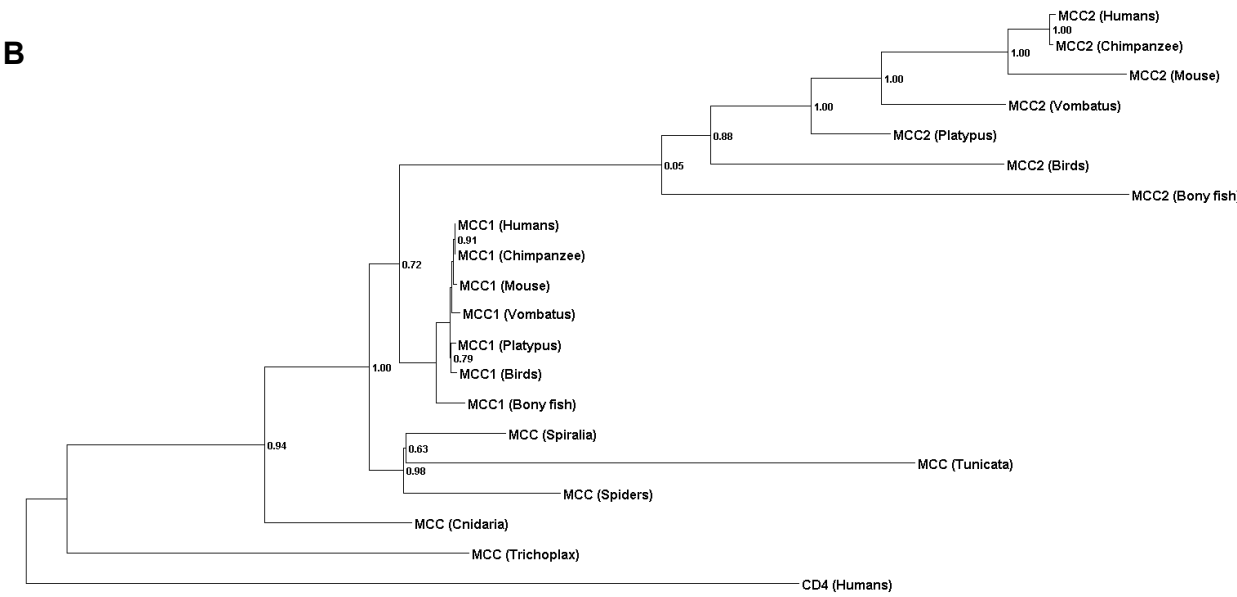 MCC2 (Humans)
1.00
B
MCC2 (Chimpanzee)
1.00
MCC2 (Mouse)
1.00
MCC2 (Vombatus)
1.00
MCC2 (Platypus)
0.88
MCC2 (Birds)
0.05
MCC2 (Bony fish)
MCC1 (Humans)
0.91
MCC1 (Chimpanzee)
0.72
MCC1 (Mouse)
MCC1 (Vombatus)
MCC1 (Platypus)
0.79
1.00
MCC1 (Birds)
MCC1 (Bony fish)
MCC (Spiralia)
0.94
0.63
MCC (Tunicata)
0.98
MCC (Spiders)
MCC (Cnidaria)
MCC (Trichoplax)
CD4 (Humans)